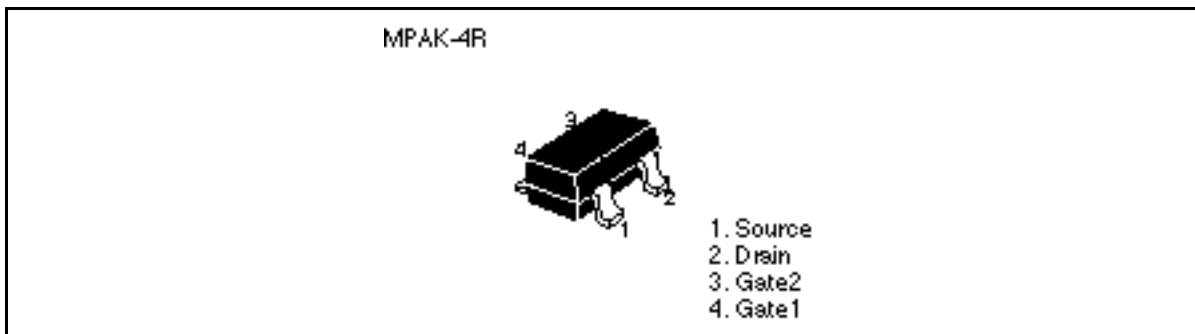 MPAK-4R
3
4
2
1
1. Source
2. Drain
3. Gate2
4. Gate1